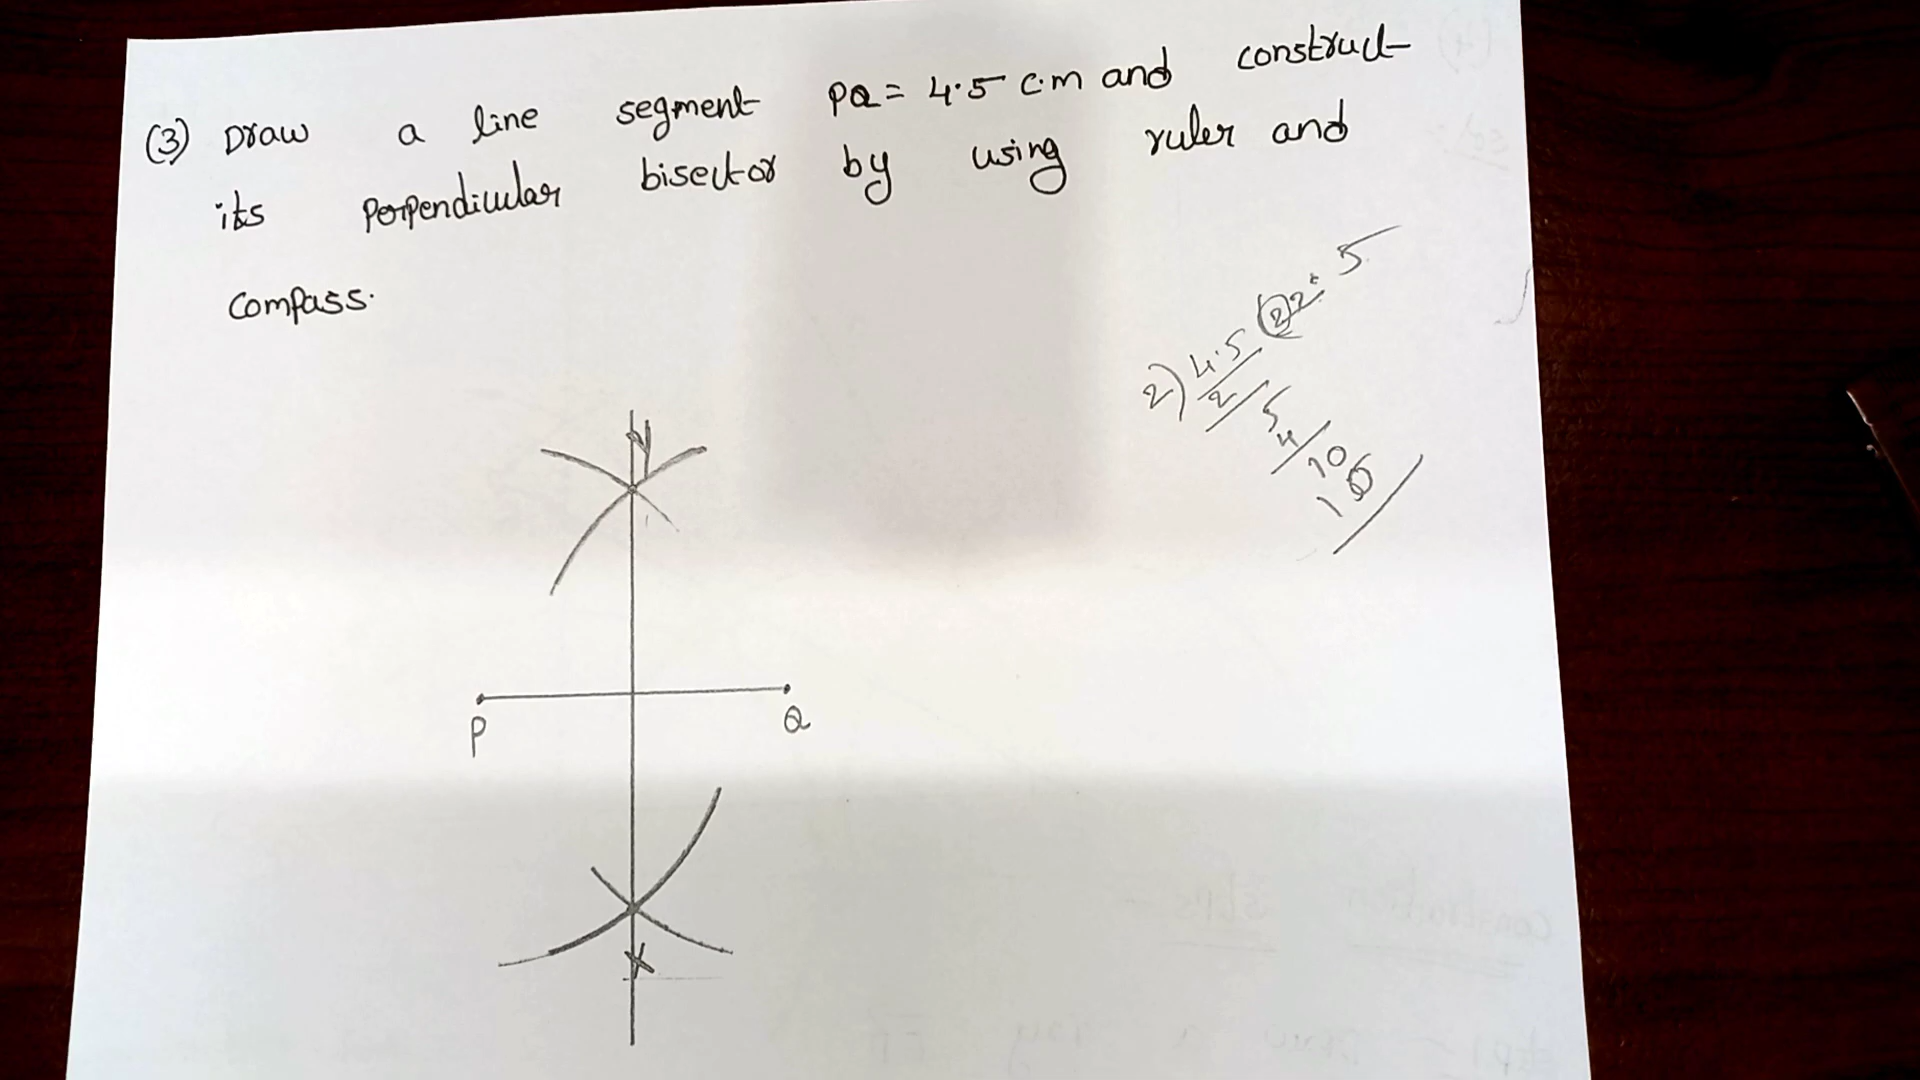 (3) Draw a line segment PQ = 4.5 c.m and construct
its perpendicular bisector by using ruler and
compass.
2) 4.5 ( 2.5
2
5
4
10
10
Y
P
Q
X